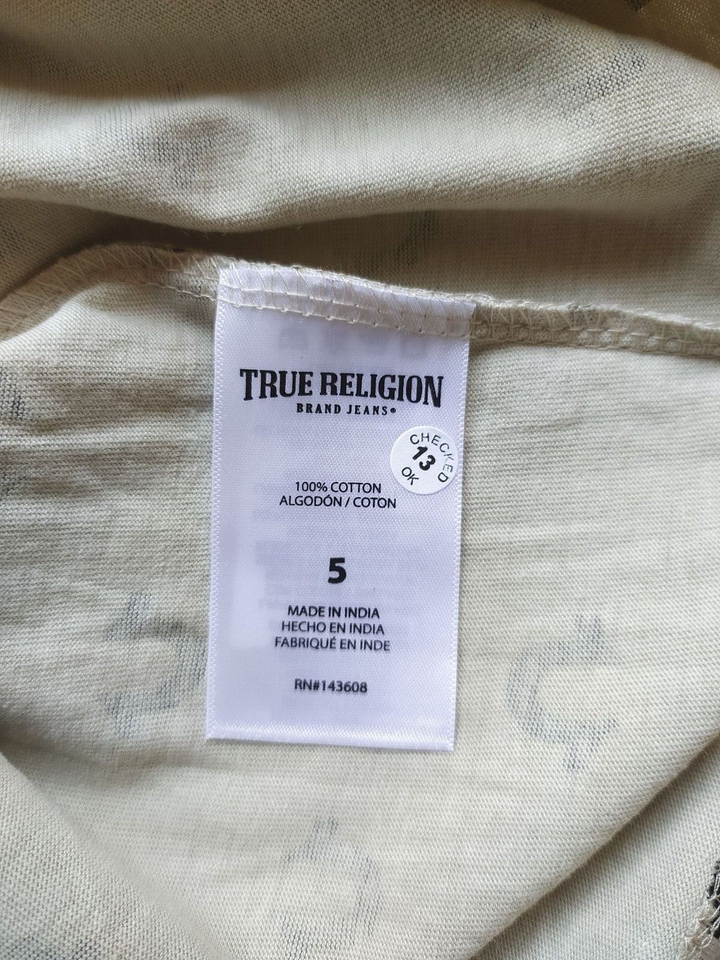 TRUE RELIGION
BRAND JEANS®
CHECKED
13
OK
100% COTTON
ALGODÓN / COTON
5
MADE IN INDIA
HECHO EN INDIA
FABRIQUÉ EN INDE
RN#143608